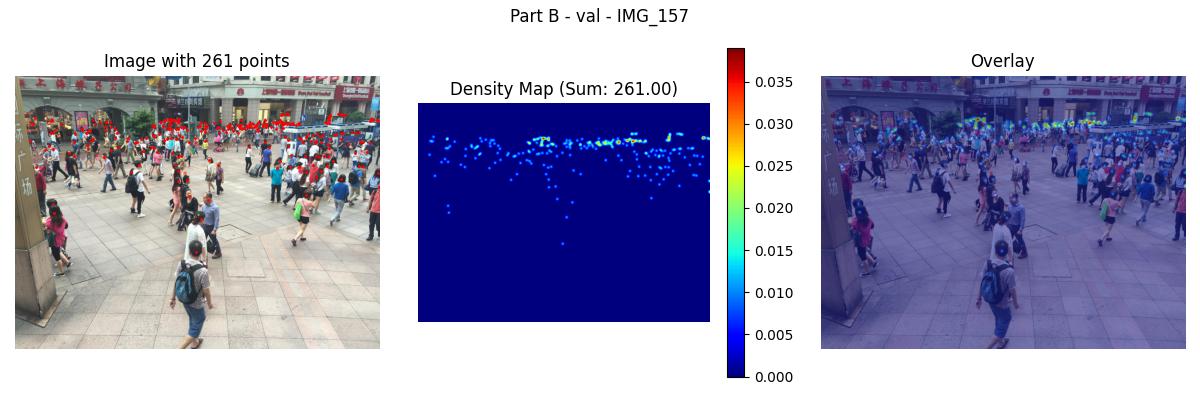 Part B - val - IMG_157
Image with 261 points
Density Map (Sum: 261.00)
Overlay
0.035
0.030
0.025
0.020
0.015
0.010
0.005
0.000